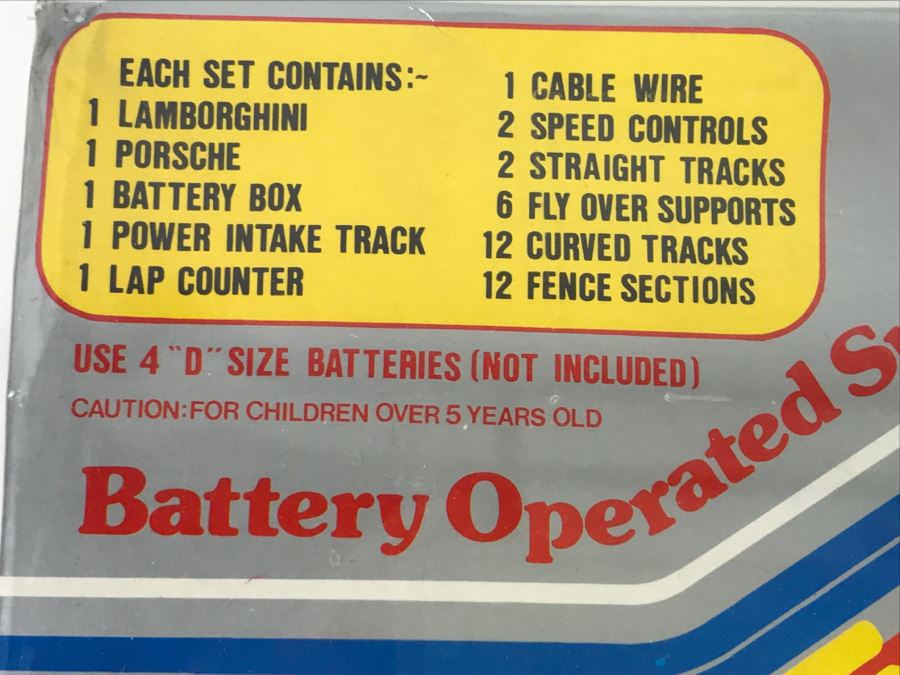 EACH SET CONTAINS:~
1 LAMBORGHINI
1 PORSCHE
1 BATTERY BOX
1 POWER INTAKE TRACK
1 LAP COUNTER
1 CABLE WIRE
2 SPEED CONTROLS
2 STRAIGHT TRACKS
6 FLY OVER SUPPORTS
12 CURVED TRACKS
12 FENCE SECTIONS
USE 4 "D" SIZE BATTERIES (NOT INCLUDED)
CAUTION: FOR CHILDREN OVER 5 YEARS OLD
Battery Operated